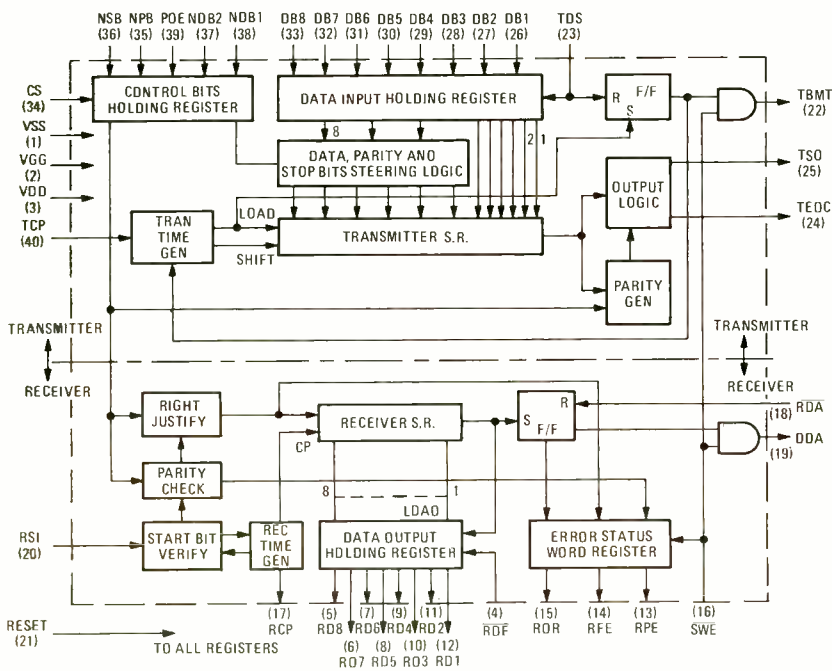 NSB NPB POE NDB2 NDB1 DB8 DB7 DB6 DB5 DB4 DB3 DB2 DB1 TDS
(36) (35) (39) (37) (38) (33) (32) (31) (30) (29) (28) (27) (26) (23)
CS
(34)
CONTROL BITS
HOLDING REGISTER
DATA INPUT HOLDING REGISTER
R F/F
S
TBMT
(22)
VSS
(1)
8
2 1
VGG
(2)
DATA, PARITY AND
STOP BITS STEERING LOGIC
TSO
(25)
VDD
(3)
OUTPUT
LOGIC
TEDC
(24)
TCP
(40)
TRAN
TIME
GEN
LOAD
SHIFT
TRANSMITTER S.R.
PARITY
GEN
TRANSMITTER
RECEIVER
TRANSMITTER
RECEIVER
RIGHT
JUSTIFY
RECEIVER S.R.
CP
S R
F/F
RDA
(18)
DDA
(19)
PARITY
CHECK
8 1
LDAO
RSI
(20)
START BIT
VERIFY
REC
TIME
GEN
DATA OUTPUT
HOLDING REGISTER
ERROR STATUS
WORD REGISTER
(17) (5) (7) (9) (11) (4) (15) (14) (13) (16)
RCP RD8 RD6 RD4 RD2 RDF ROR RFE RPE SWE
RESET
(21)
TO ALL REGISTERS
(6) (8) (10) (12)
RD7 RD5 RD3 RD1